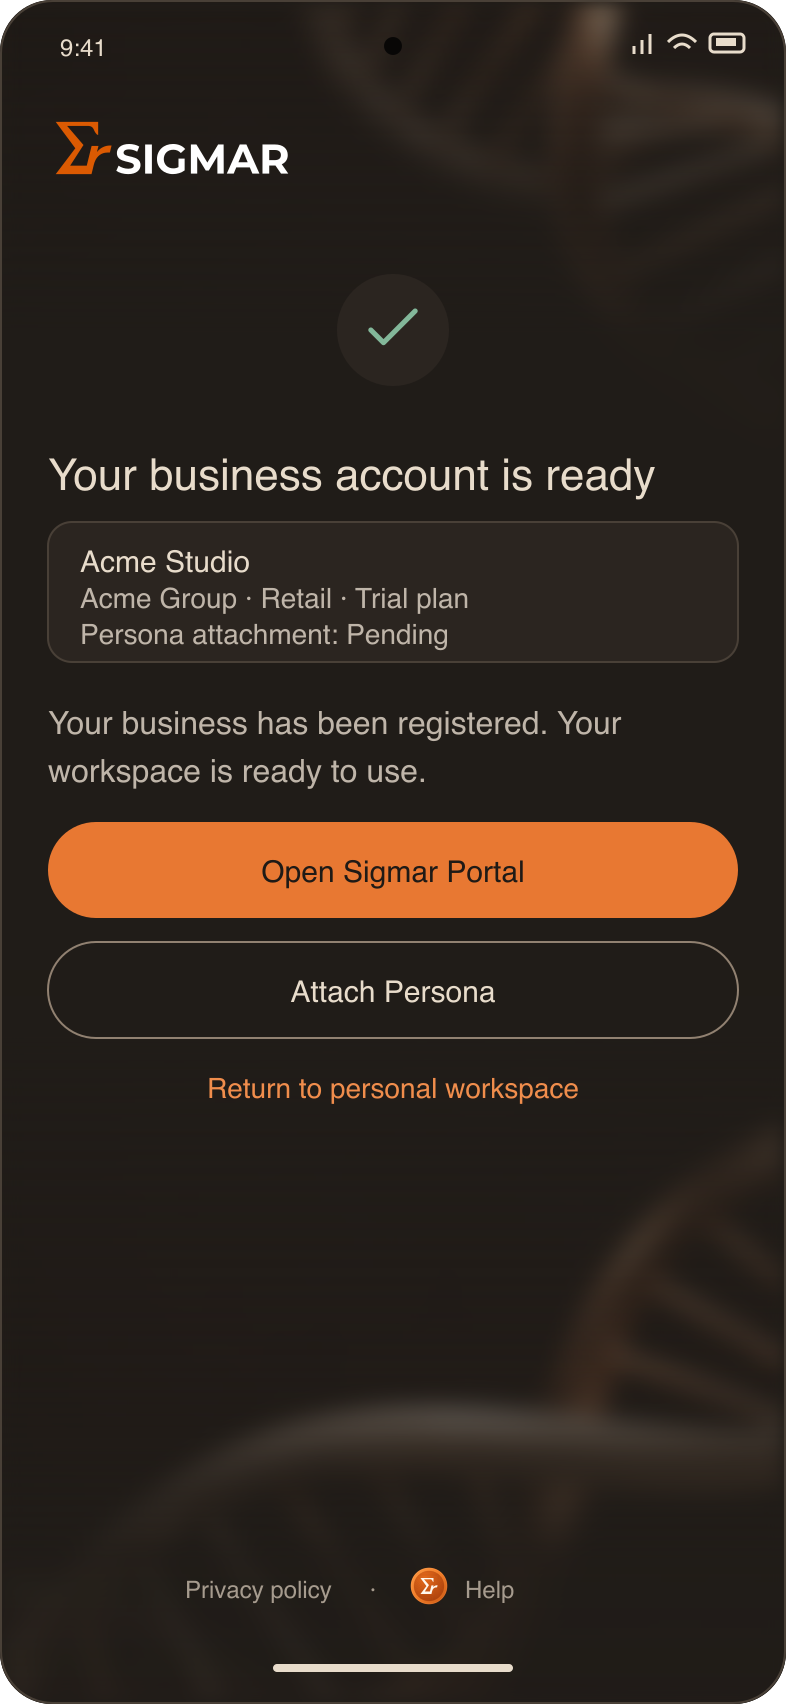 9:41
Σr SIGMAR
Your business account is ready
Acme Studio
Acme Group · Retail · Trial plan
Persona attachment: Pending
Your business has been registered. Your
workspace is ready to use.
Open Sigmar Portal
Attach Persona
Return to personal workspace
Privacy policy · Σr Help